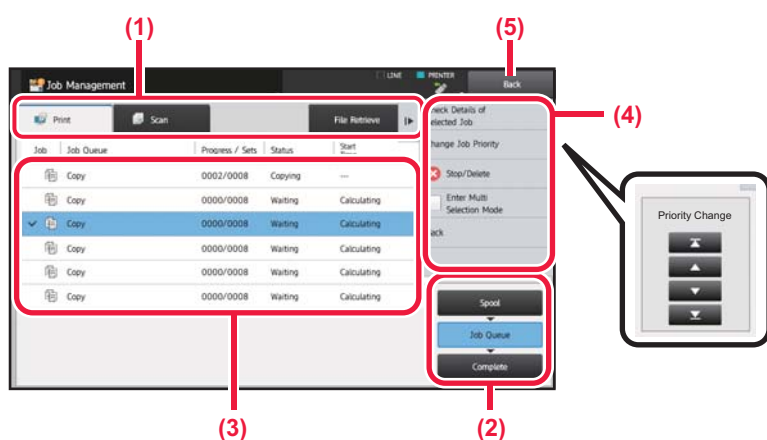 (1)
(5)
LINE
PRINTER
Job Management
Back
Print
Scan
File Retrieve
(4)
heck Details of
elected Job
Job
Job Queue
Progress / Sets
Status
Start
hange Job Priority
Copy
0002/0008
Copying
---
Stop/Delete
Copy
0000/0008
Waiting
Calculating
Enter Multi
Selection Mode
Copy
0000/0008
Waiting
Calculating
ack
Copy
0000/0008
Waiting
Calculating
Copy
0000/0008
Waiting
Calculating
Copy
0000/0008
Waiting
Calculating
Priority Change
Spool
Job Queue
Complete
(3)
(2)